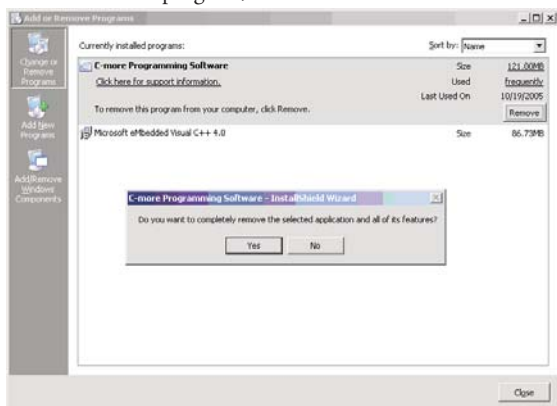 program,
Add or Remove Programs
Currently installed programs:
Sort by: Name
Change or
Remove
Programs
C-more Programming Software
Size 121.00MB
Click here for support information.
Used frequently
Last Used On 10/19/2005
To remove this program from your computer, click Remove.
Remove
Add New
Programs
Microsoft eMbedded Visual C++ 4.0
Size 86.73MB
Add/Remove
Windows
Components
C-more Programming Software - InstallShield Wizard
Do you want to completely remove the selected application and all of its features?
Yes No
Close